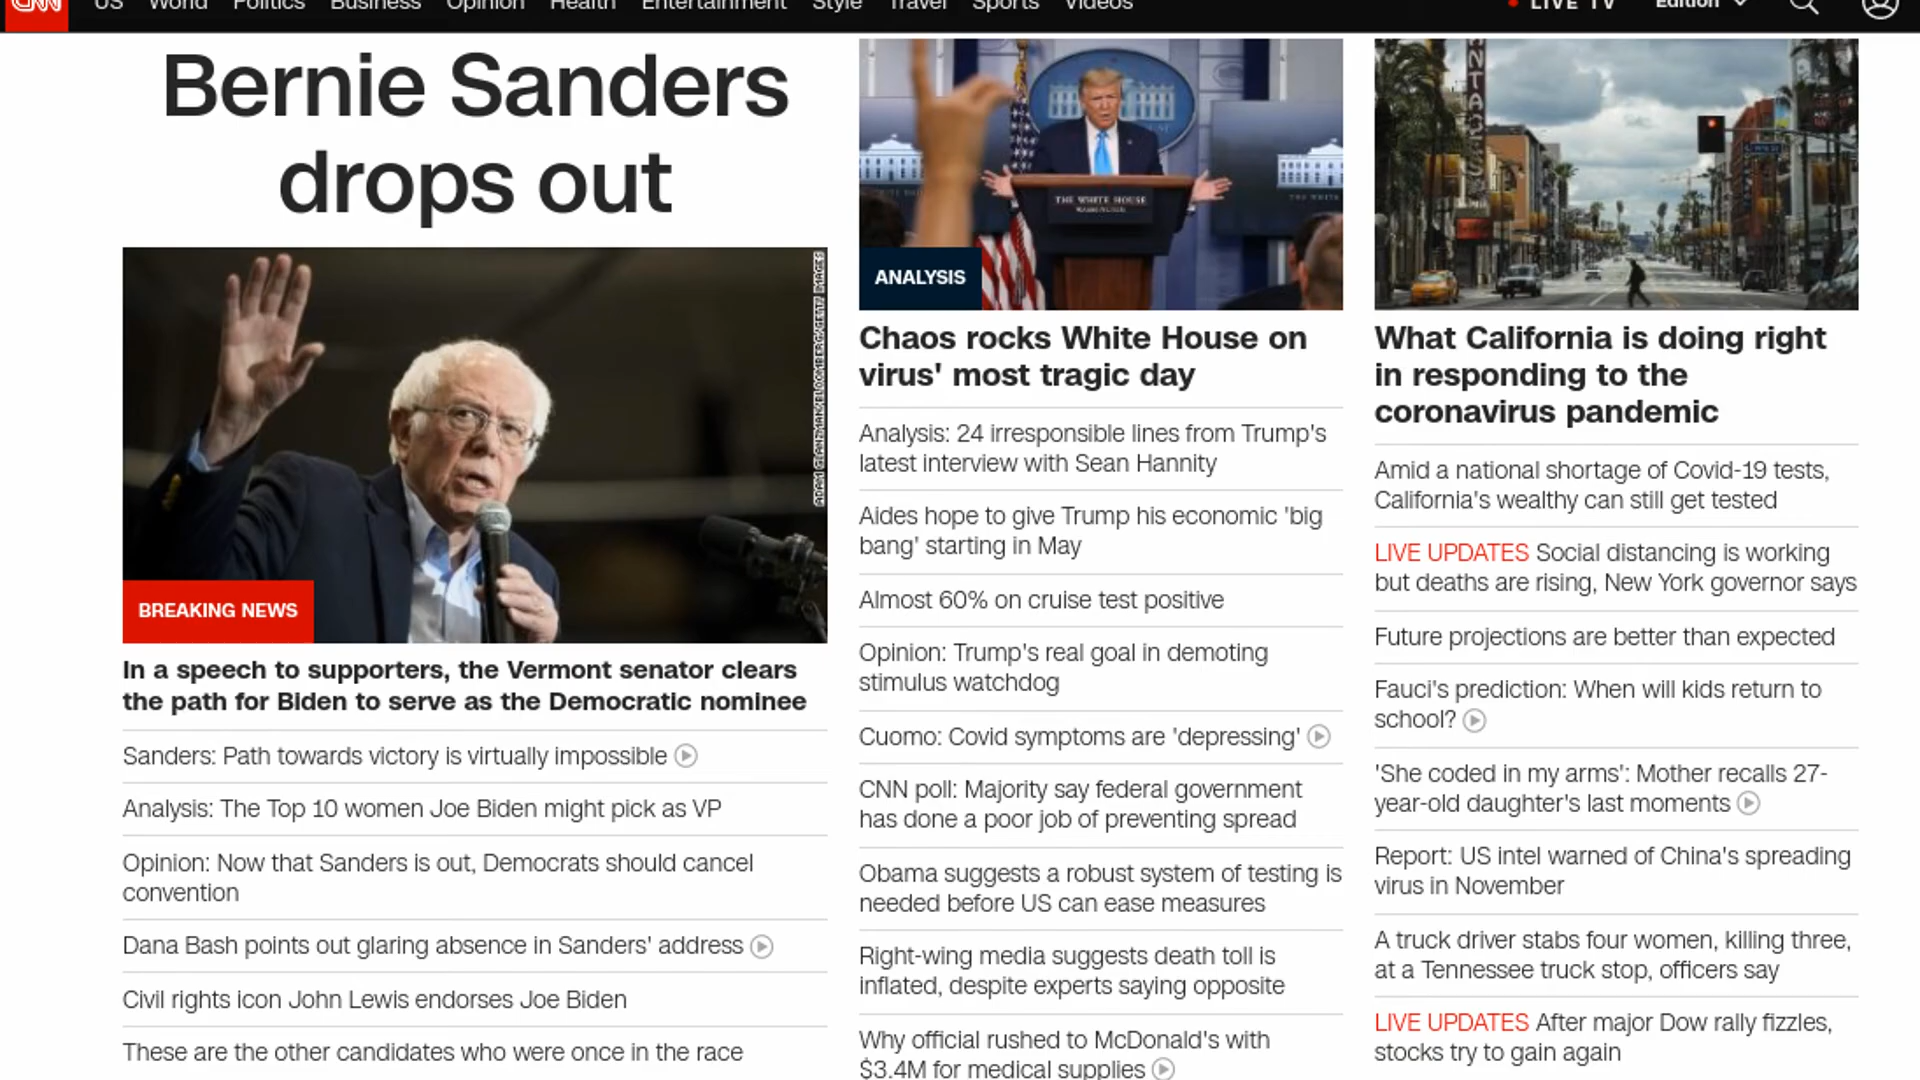 CNN US World Politics Business Opinion Health Entertainment Style Travel Sports Videos LIVE TV Edition
Bernie Sanders
drops out
BREAKING NEWS
In a speech to supporters, the Vermont senator clears
the path for Biden to serve as the Democratic nominee
Sanders: Path towards victory is virtually impossible
Analysis: The Top 10 women Joe Biden might pick as VP
Opinion: Now that Sanders is out, Democrats should cancel
convention
Dana Bash points out glaring absence in Sanders' address
Civil rights icon John Lewis endorses Joe Biden
These are the other candidates who were once in the race
THE WHITE HOUSE
WASHINGTON
ANALYSIS
Chaos rocks White House on
virus' most tragic day
Analysis: 24 irresponsible lines from Trump's
latest interview with Sean Hannity
Aides hope to give Trump his economic 'big
bang' starting in May
Almost 60% on cruise test positive
Opinion: Trump's real goal in demoting
stimulus watchdog
Cuomo: Covid symptoms are 'depressing'
CNN poll: Majority say federal government
has done a poor job of preventing spread
Obama suggests a robust system of testing is
needed before US can ease measures
Right-wing media suggests death toll is
inflated, despite experts saying opposite
Why official rushed to McDonald's with
$3.4M for medical supplies
NTAGES
What California is doing right
in responding to the
coronavirus pandemic
Amid a national shortage of Covid-19 tests,
California's wealthy can still get tested
LIVE UPDATES Social distancing is working
but deaths are rising, New York governor says
Future projections are better than expected
Fauci's prediction: When will kids return to
school?
'She coded in my arms': Mother recalls 27-
year-old daughter's last moments
Report: US intel warned of China's spreading
virus in November
A truck driver stabs four women, killing three,
at a Tennessee truck stop, officers say
LIVE UPDATES After major Dow rally fizzles,
stocks try to gain again